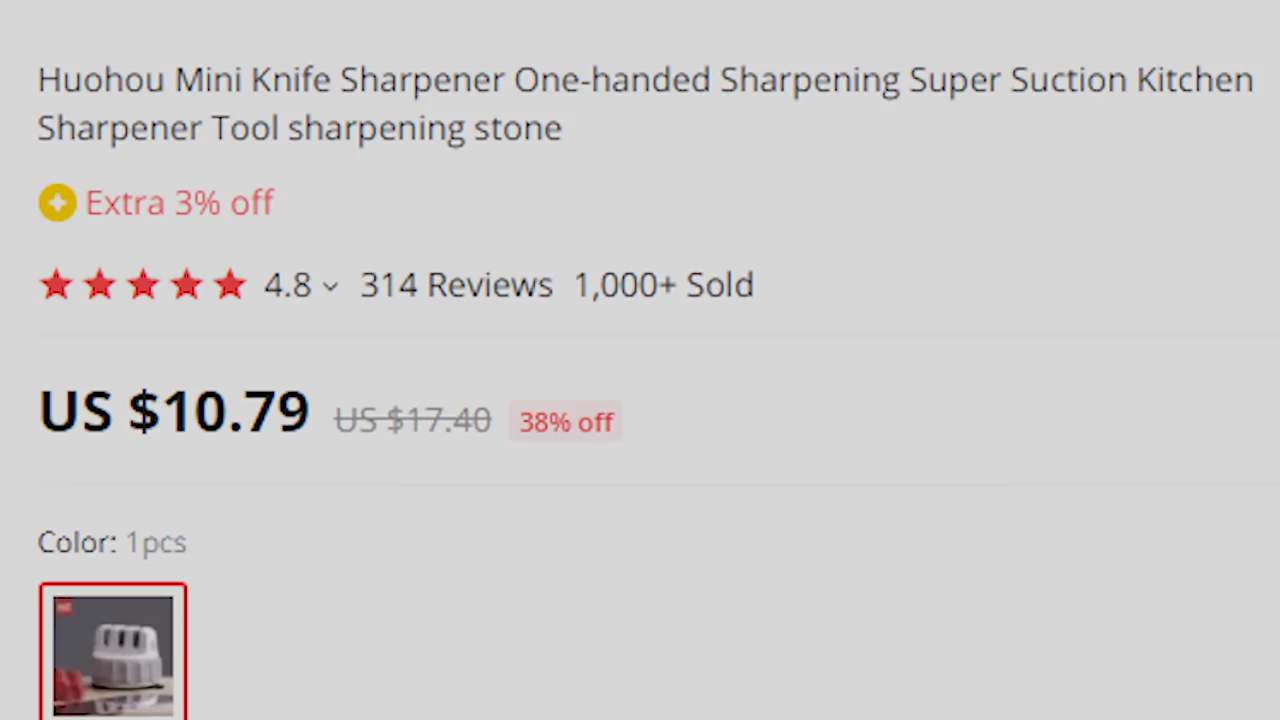 Huohou Mini Knife Sharpener One-handed Sharpening Super Suction Kitchen
Sharpener Tool sharpening stone
Extra 3% off
4.8 314 Reviews 1,000+ Sold
US $10.79 US $17.40 38% off
Color: 1pcs